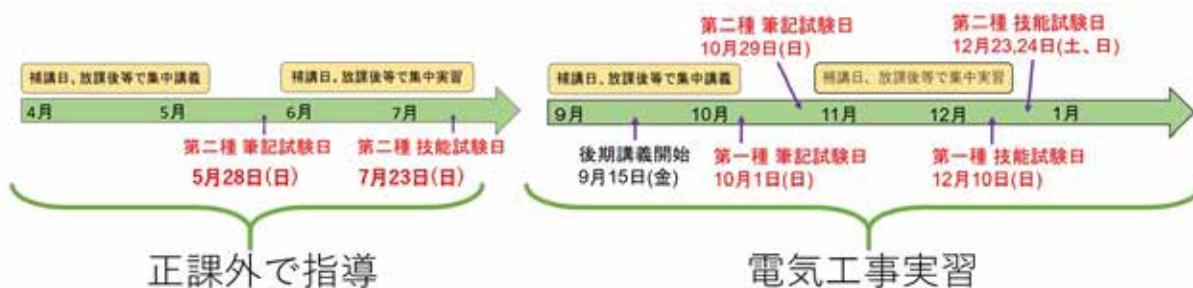 第二種 筆記試験日
10月29日(日)
第二種 技能試験日
12月23,24日(土、日)
補講日、放課後等で集中講義
補講日、放課後等で集中実習
補講日、放課後等で集中講義
補講日、放課後等で集中実習
4月 5月 6月 7月
9月 10月 11月 12月 1月
第二種 筆記試験日
5月28日(日)
第二種 技能試験日
7月23日(日)
後期講義開始
9月15日(金)
第一種 筆記試験日
10月1日(日)
第一種 技能試験日
12月10日(日)
正課外で指導
電気工事実習